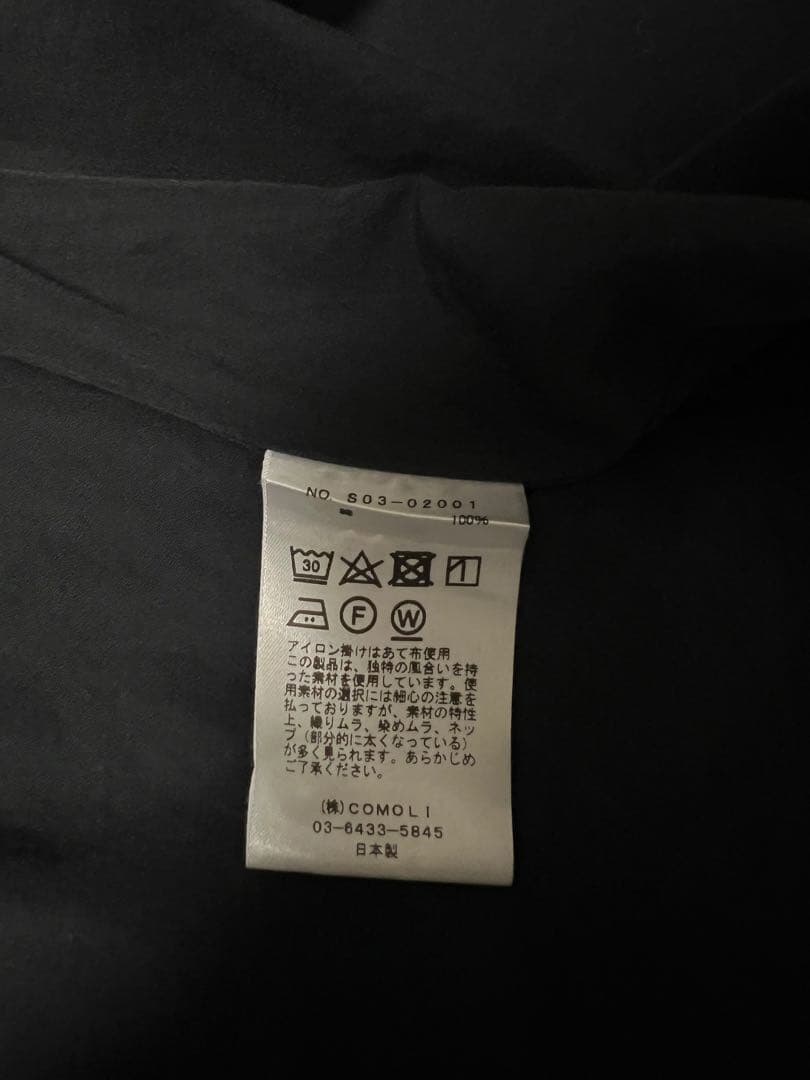 NO. S03-02001
100%
30
F W
アイロン掛けはあて布使用
この製品は、独特の風合いを持
った素材を使用しています。使
用素材の選択には細心の注意を
払っておりますが、素材の特性
上、織りムラ、染めムラ、ネッ
プ（部分的に太くなっている）
が多く見られます。あらかじめ
ご了承ください。
(株)COMOLI
03-6433-5845
日本製